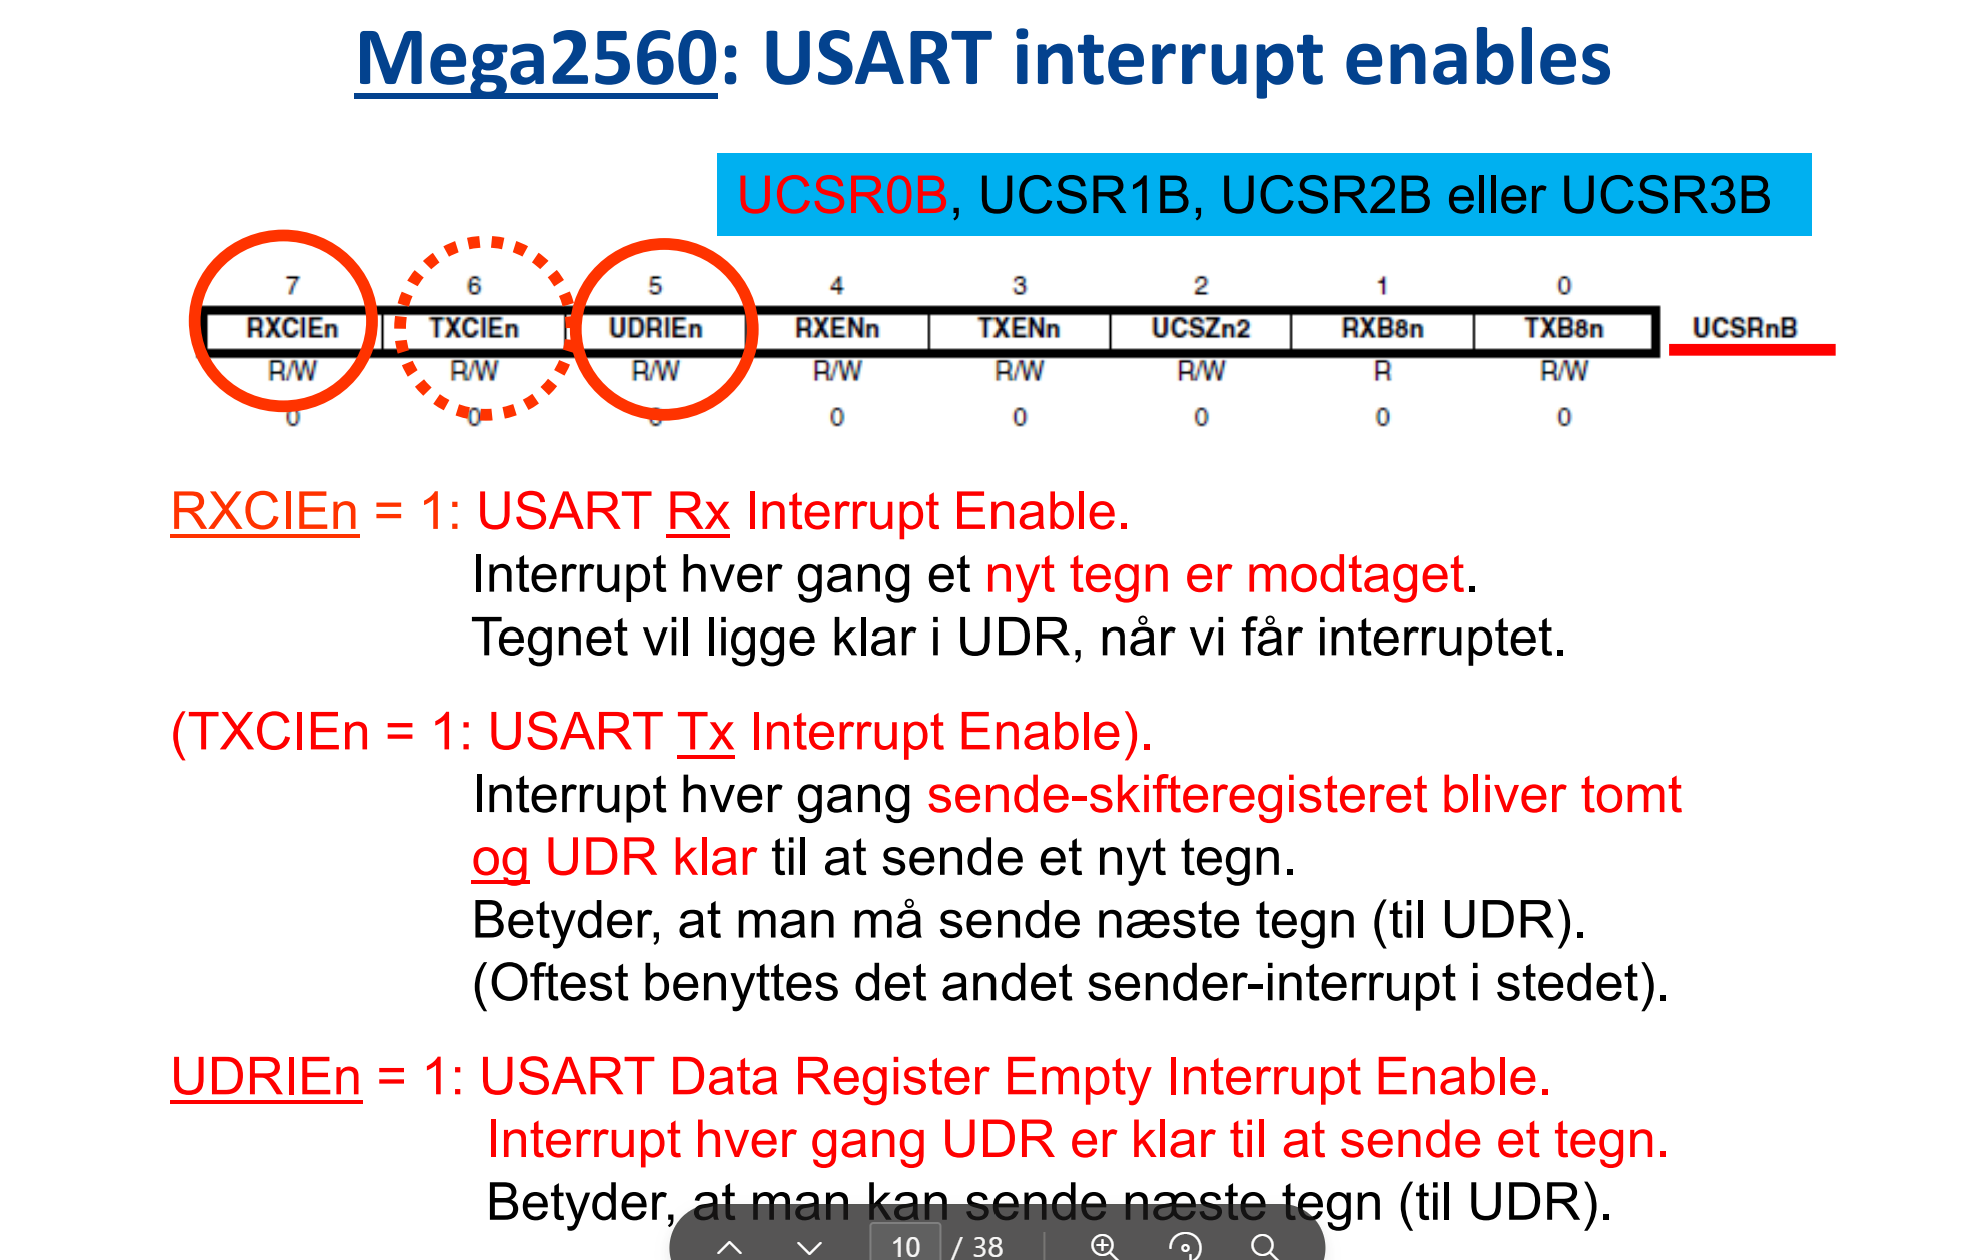 Mega2560: USART interrupt enables
UCSR0B, UCSR1B, UCSR2B eller UCSR3B
7 6 5 4 3 2 1 0
RXCIEn TXCIEn UDRIEn RXENn TXENn UCSZn2 RXB8n TXB8n UCSRnB
R/W R/W R/W R/W R/W R/W R R/W
0 0 0 0 0 0 0 0
RXCIEn = 1: USART Rx Interrupt Enable.
Interrupt hver gang et nyt tegn er modtaget.
Tegnet vil ligge klar i UDR, når vi får interruptet.
(TXCIEn = 1: USART Tx Interrupt Enable).
Interrupt hver gang sende-skifteregisteret bliver tomt
og UDR klar til at sende et nyt tegn.
Betyder, at man må sende næste tegn (til UDR).
(Oftest benyttes det andet sender-interrupt i stedet).
UDRIEn = 1: USART Data Register Empty Interrupt Enable.
Interrupt hver gang UDR er klar til at sende et tegn.
Betyder, at man kan sende næste tegn (til UDR).
10 / 38